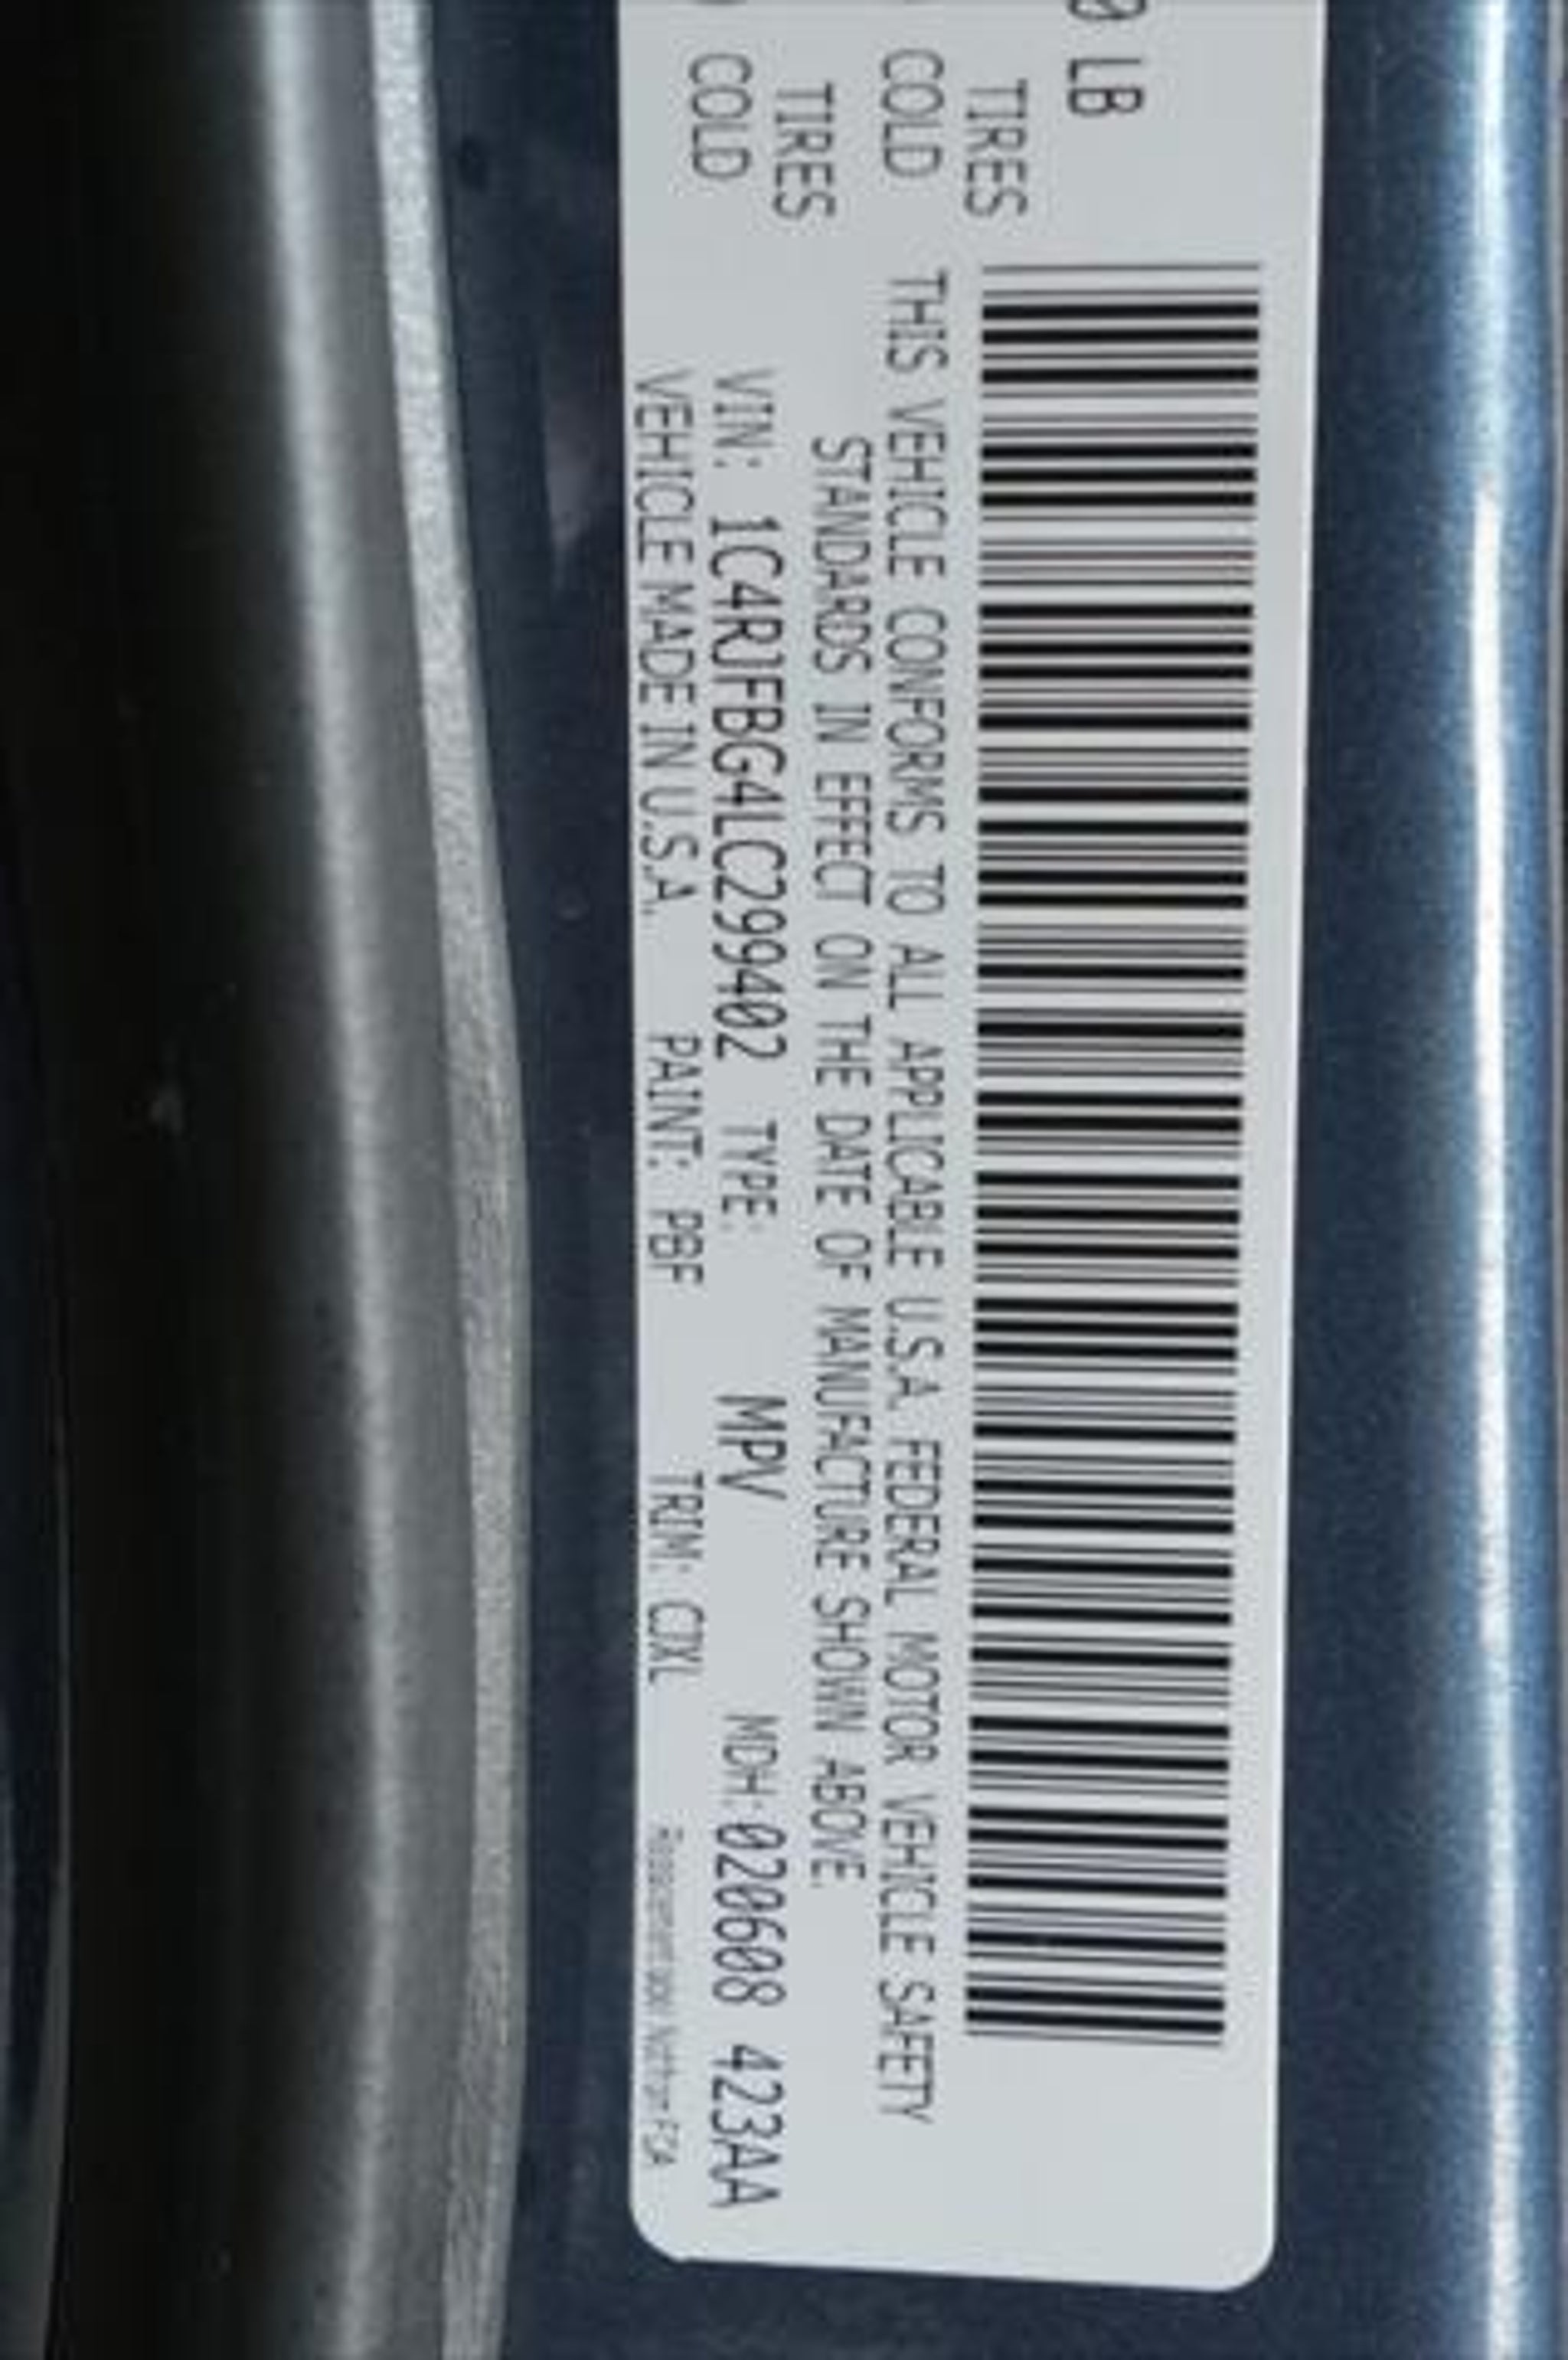 0 LB
TIRES
COLD
TIRES
COLD
THIS VEHICLE CONFORMS TO ALL APPLICABLE U.S.A. FEDERAL MOTOR VEHICLE SAFETY
STANDARDS IN EFFECT ON THE DATE OF MANUFACTURE SHOWN ABOVE.
VIN: 1C4RJFBG4LC299402 TYPE: MPV MDH: 020608 423AA
VEHICLE MADE IN U.S.A. PAINT: PBF TRIM: CJXL